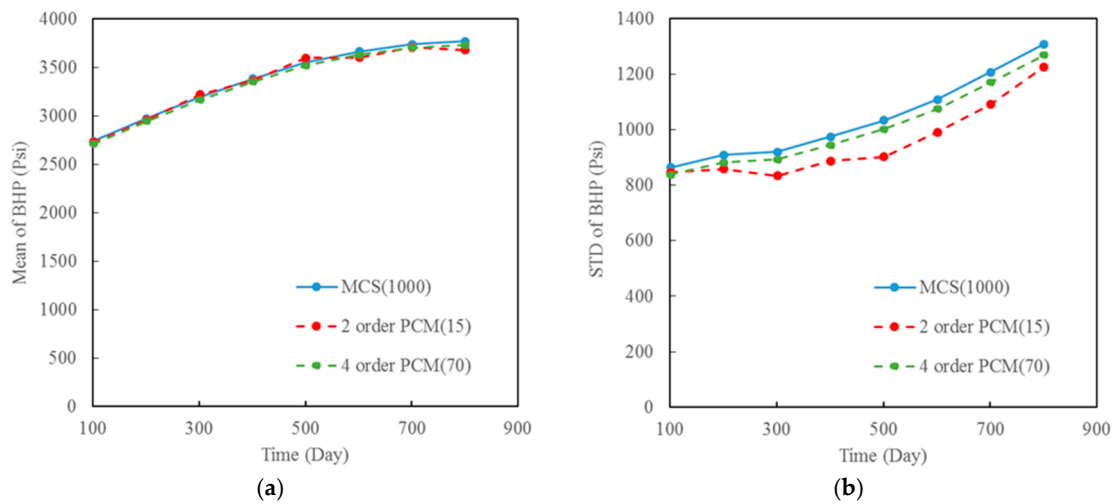 4000
3500
3000
2500
2000
1500
1000
500
0
Mean of BHP (Psi)
MCS(1000)
2 order PCM(15)
4 order PCM(70)
100 300 500 700 900
Time (Day)
(a)
1400
1200
1000
800
600
400
200
0
STD of BHP (Psi)
MCS(1000)
2 order PCM(15)
4 order PCM(70)
100 300 500 700 900
Time (Day)
(b)